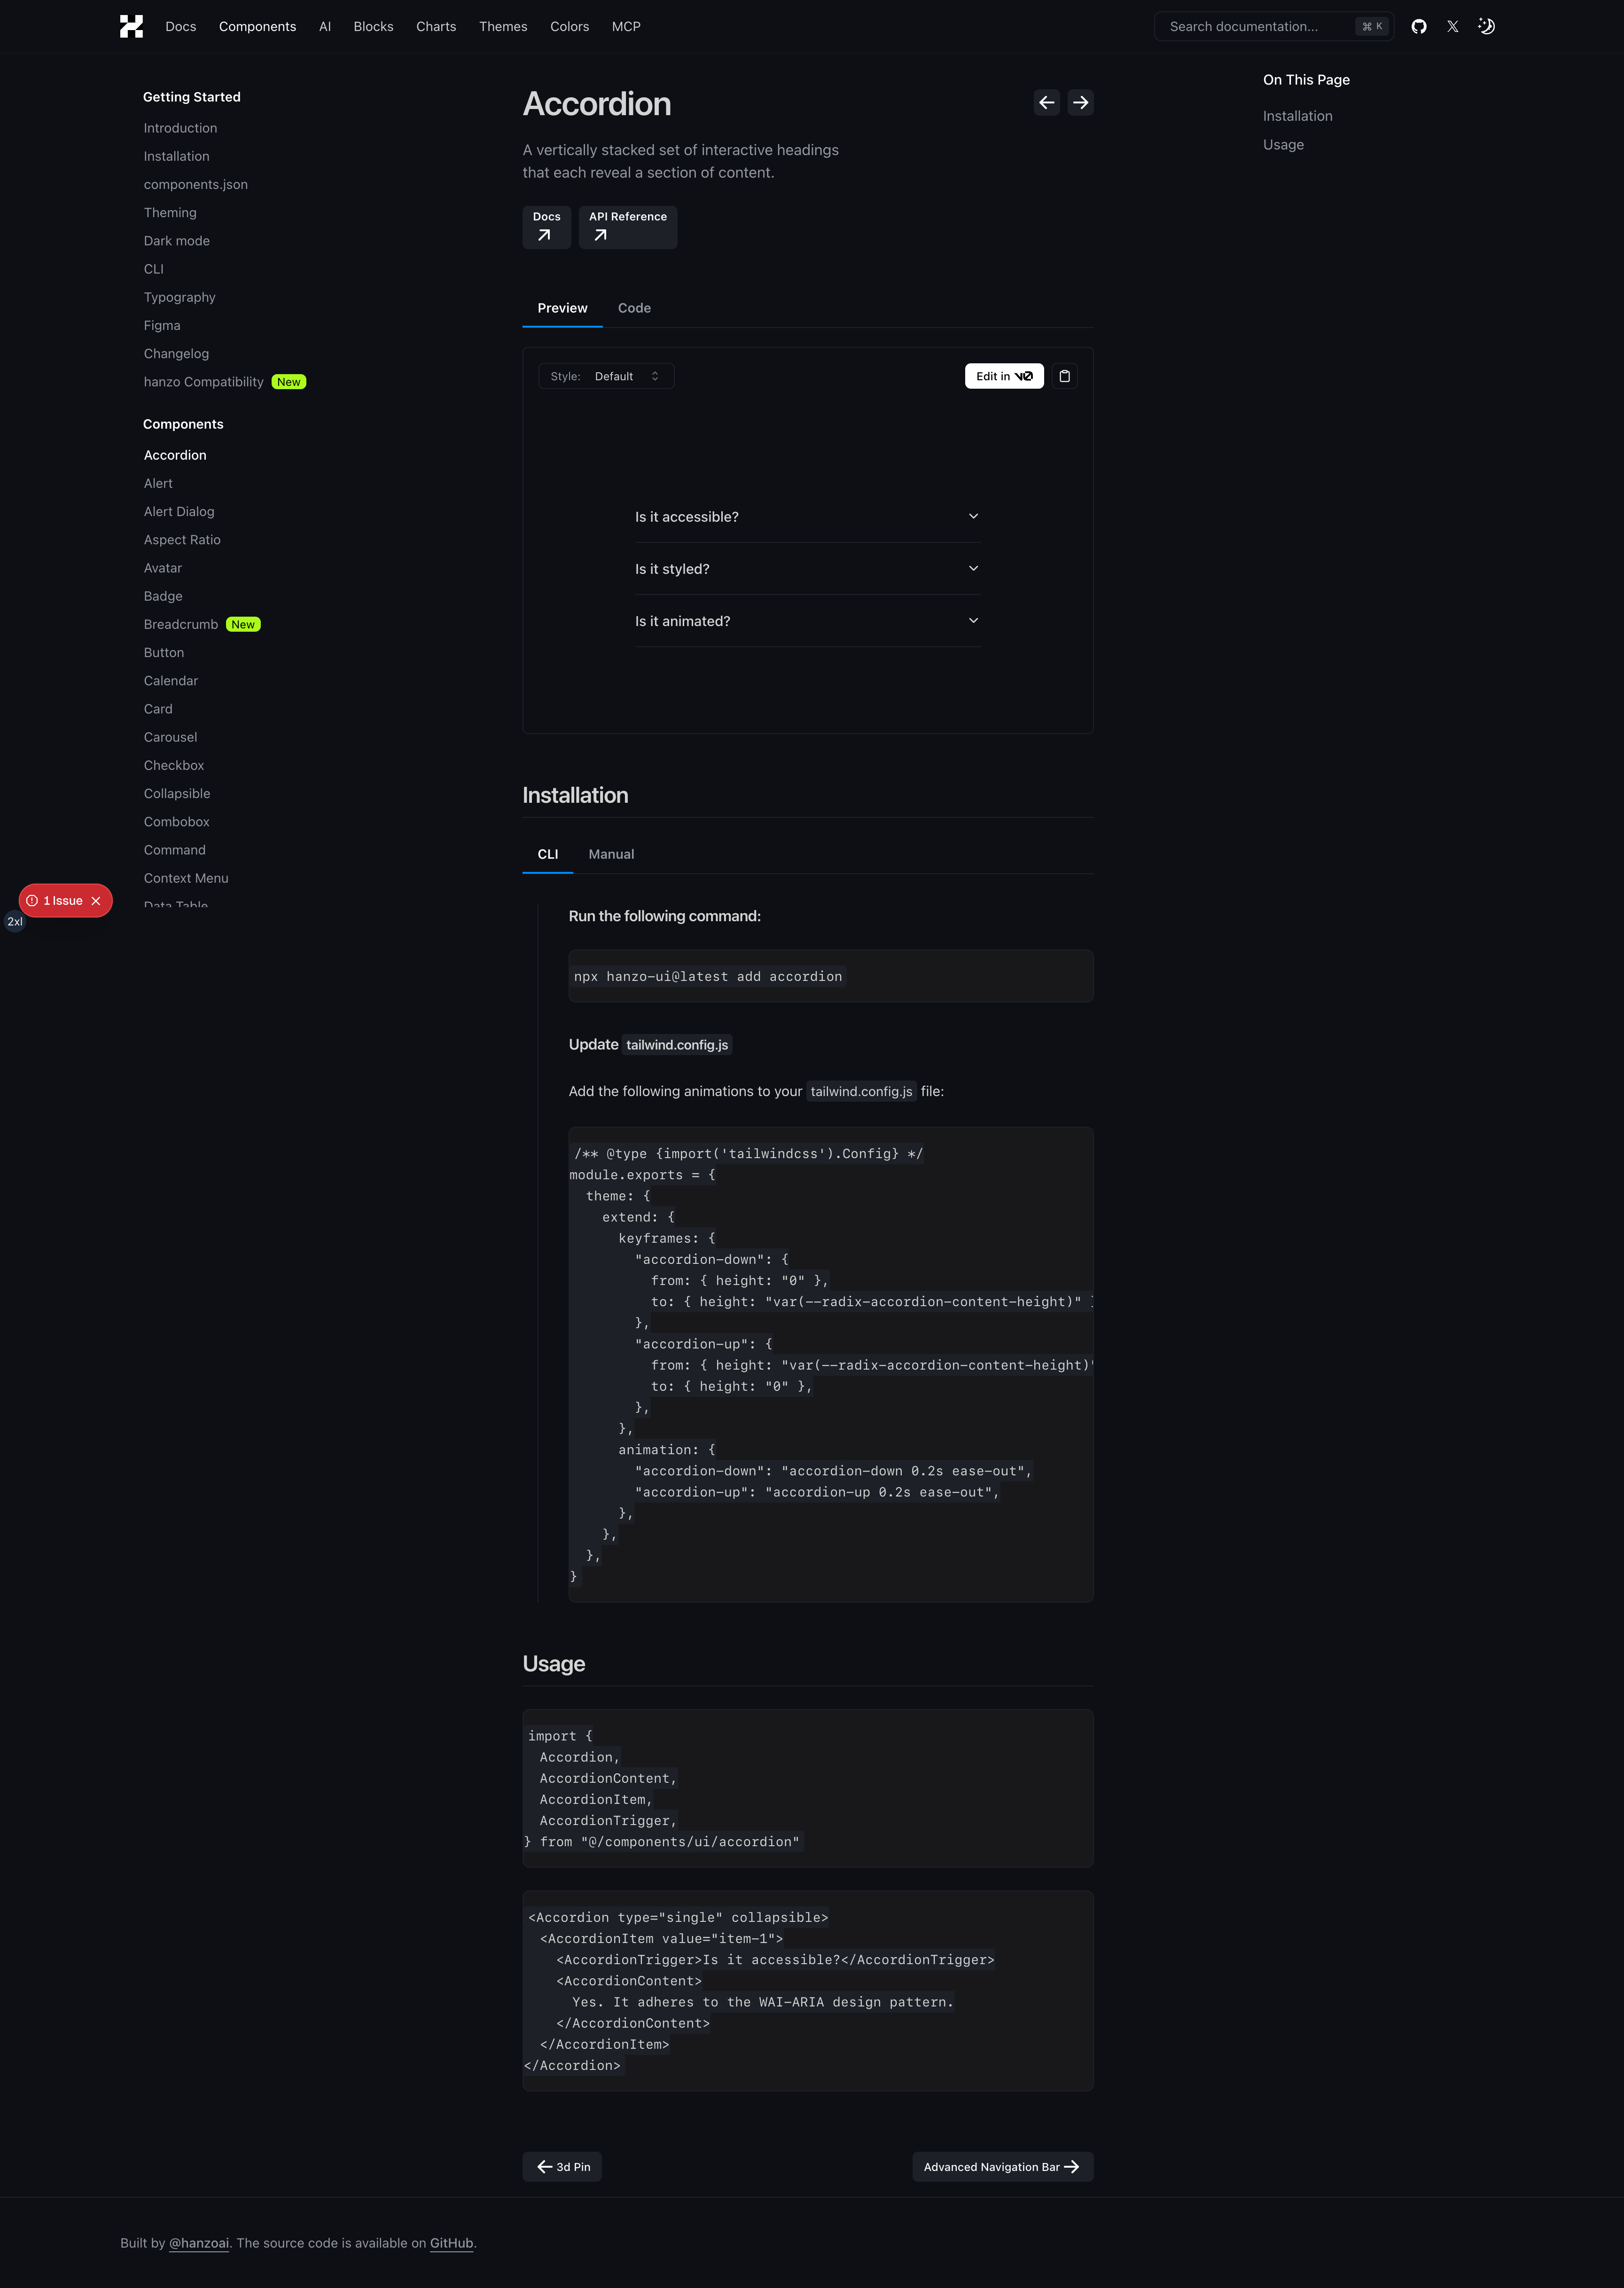 Docs Components AI Blocks Charts Themes Colors MCP Search documentation... ⌘ K
Getting Started
Introduction
Installation
components.json
Theming
Dark mode
CLI
Typography
Figma
Changelog
hanzo Compatibility New
Components
Accordion
Alert
Alert Dialog
Aspect Ratio
Avatar
Badge
Breadcrumb New
Button
Calendar
Card
Carousel
Checkbox
Collapsible
Combobox
Command
Context Menu
Data Table
1 Issue
2xl
Accordion
A vertically stacked set of interactive headings
that each reveal a section of content.
Docs API Reference
Preview Code
Style: Default Edit in v0
Is it accessible?
Is it styled?
Is it animated?
Installation
CLI Manual
Run the following command:
npx hanzo-ui@latest add accordion
Update tailwind.config.js
Add the following animations to your tailwind.config.js file:
/** @type {import('tailwindcss').Config} */
module.exports = {
  theme: {
    extend: {
      keyframes: {
        "accordion-down": {
          from: { height: "0" },
          to: { height: "var(--radix-accordion-content-height)" }
        },
        "accordion-up": {
          from: { height: "var(--radix-accordion-content-height)"
          to: { height: "0" },
        },
      },
      animation: {
        "accordion-down": "accordion-down 0.2s ease-out",
        "accordion-up": "accordion-up 0.2s ease-out",
      },
    },
  },
}
Usage
import {
  Accordion,
  AccordionContent,
  AccordionItem,
  AccordionTrigger,
} from "@/components/ui/accordion"
<Accordion type="single" collapsible>
  <AccordionItem value="item-1">
    <AccordionTrigger>Is it accessible?</AccordionTrigger>
    <AccordionContent>
      Yes. It adheres to the WAI-ARIA design pattern.
    </AccordionContent>
  </AccordionItem>
</Accordion>
3d Pin Advanced Navigation Bar
On This Page
Installation
Usage
Built by @hanzoai. The source code is available on GitHub.